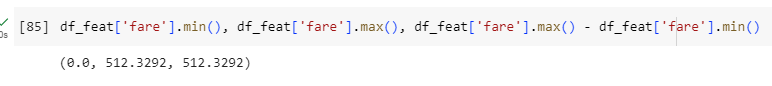 [85] df_feat['fare'].min(), df_feat['fare'].max(), df_feat['fare'].max() - df_feat['fare'].min()
0s
(0.0, 512.3292, 512.3292)